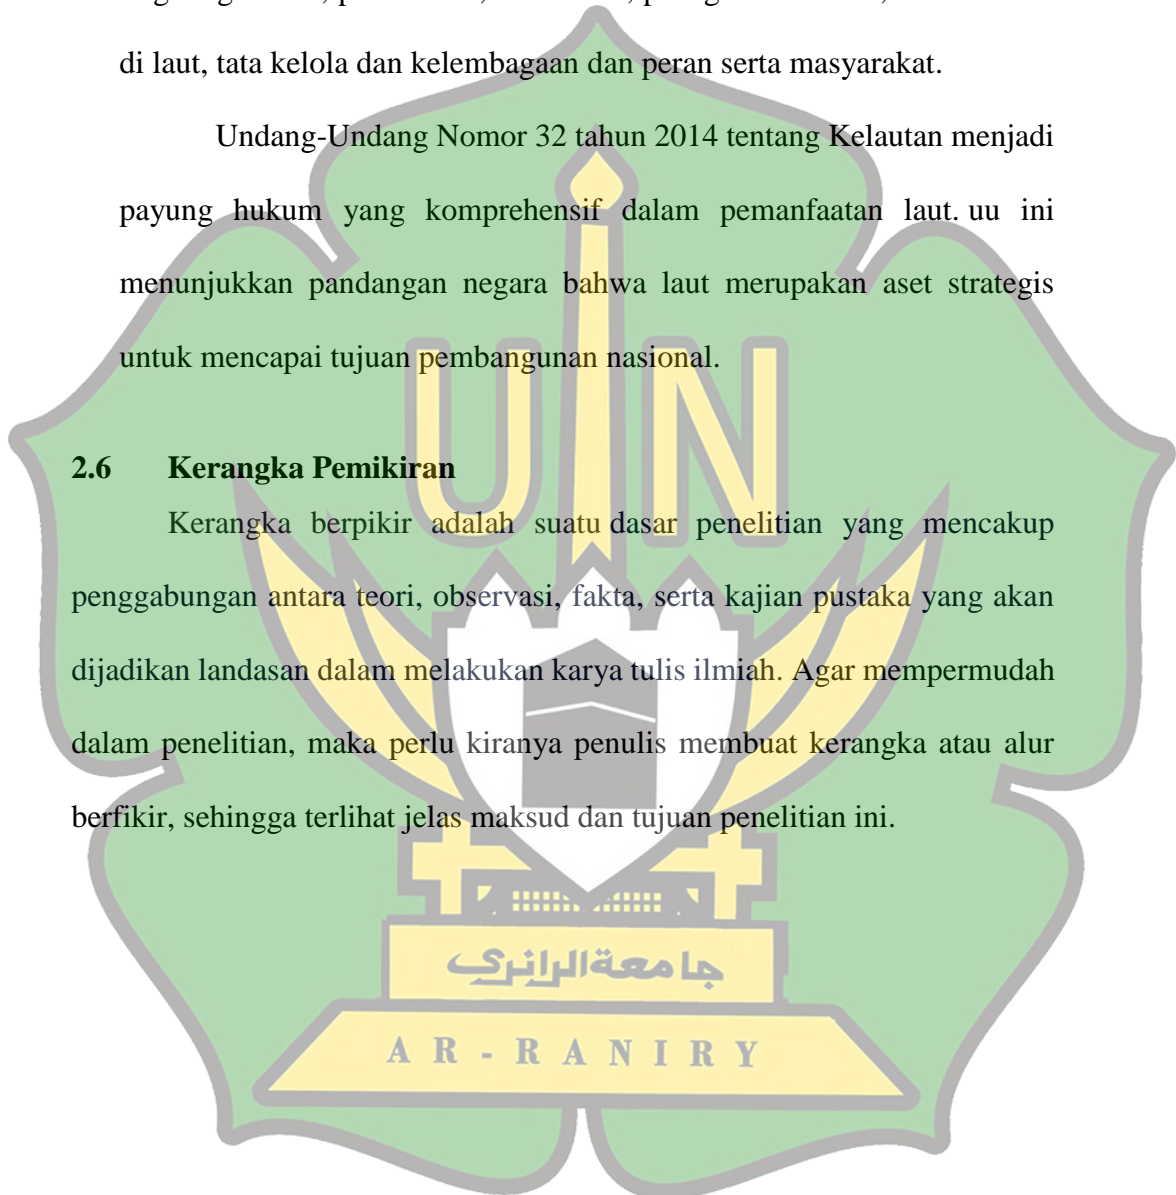 di laut, tata kelola dan kelembagaan dan peran serta masyarakat.
Undang-Undang Nomor 32 tahun 2014 tentang Kelautan menjadi
payung hukum yang komprehensif dalam pemanfaatan laut. uu ini
menunjukkan pandangan negara bahwa laut merupakan aset strategis
untuk mencapai tujuan pembangunan nasional.
2.6 Kerangka Pemikiran
Kerangka berpikir adalah suatu dasar penelitian yang mencakup
penggabungan antara teori, observasi, fakta, serta kajian pustaka yang akan
dijadikan landasan dalam melakukan karya tulis ilmiah. Agar mempermudah
dalam penelitian, maka perlu kiranya penulis membuat kerangka atau alur
berfikir, sehingga terlihat jelas maksud dan tujuan penelitian ini.
UIN
جامعةالرانري
AR-RANIRY